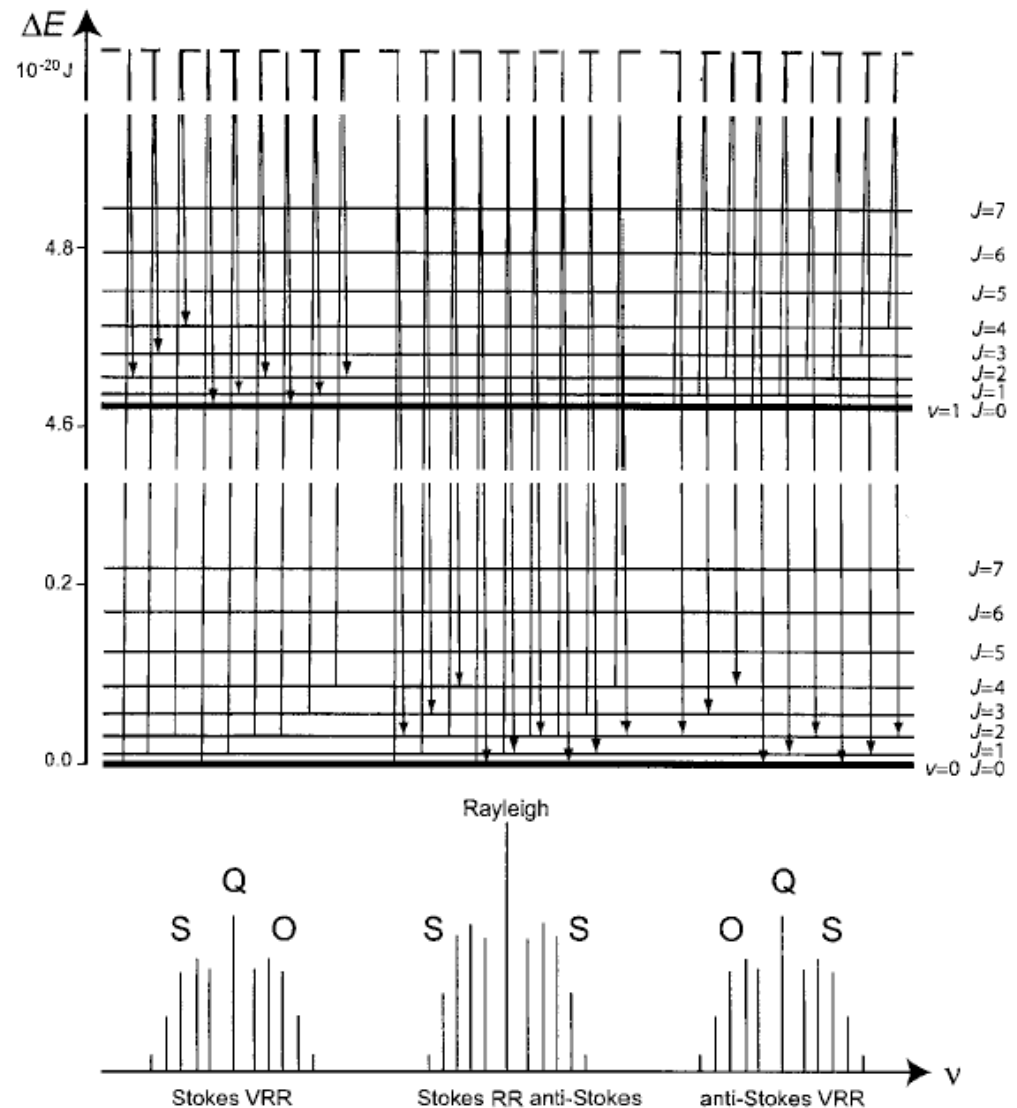 ΔE
10⁻²⁰J
J=7
4.8
J=6
J=5
J=4
J=3
J=2
J=1
4.6
v=1 J=0
0.2
J=7
J=6
J=5
J=4
J=3
J=2
J=1
0.0
v=0 J=0
Rayleigh
Q Q
S O S S O S
ν
Stokes VRR Stokes RR anti-Stokes anti-Stokes VRR